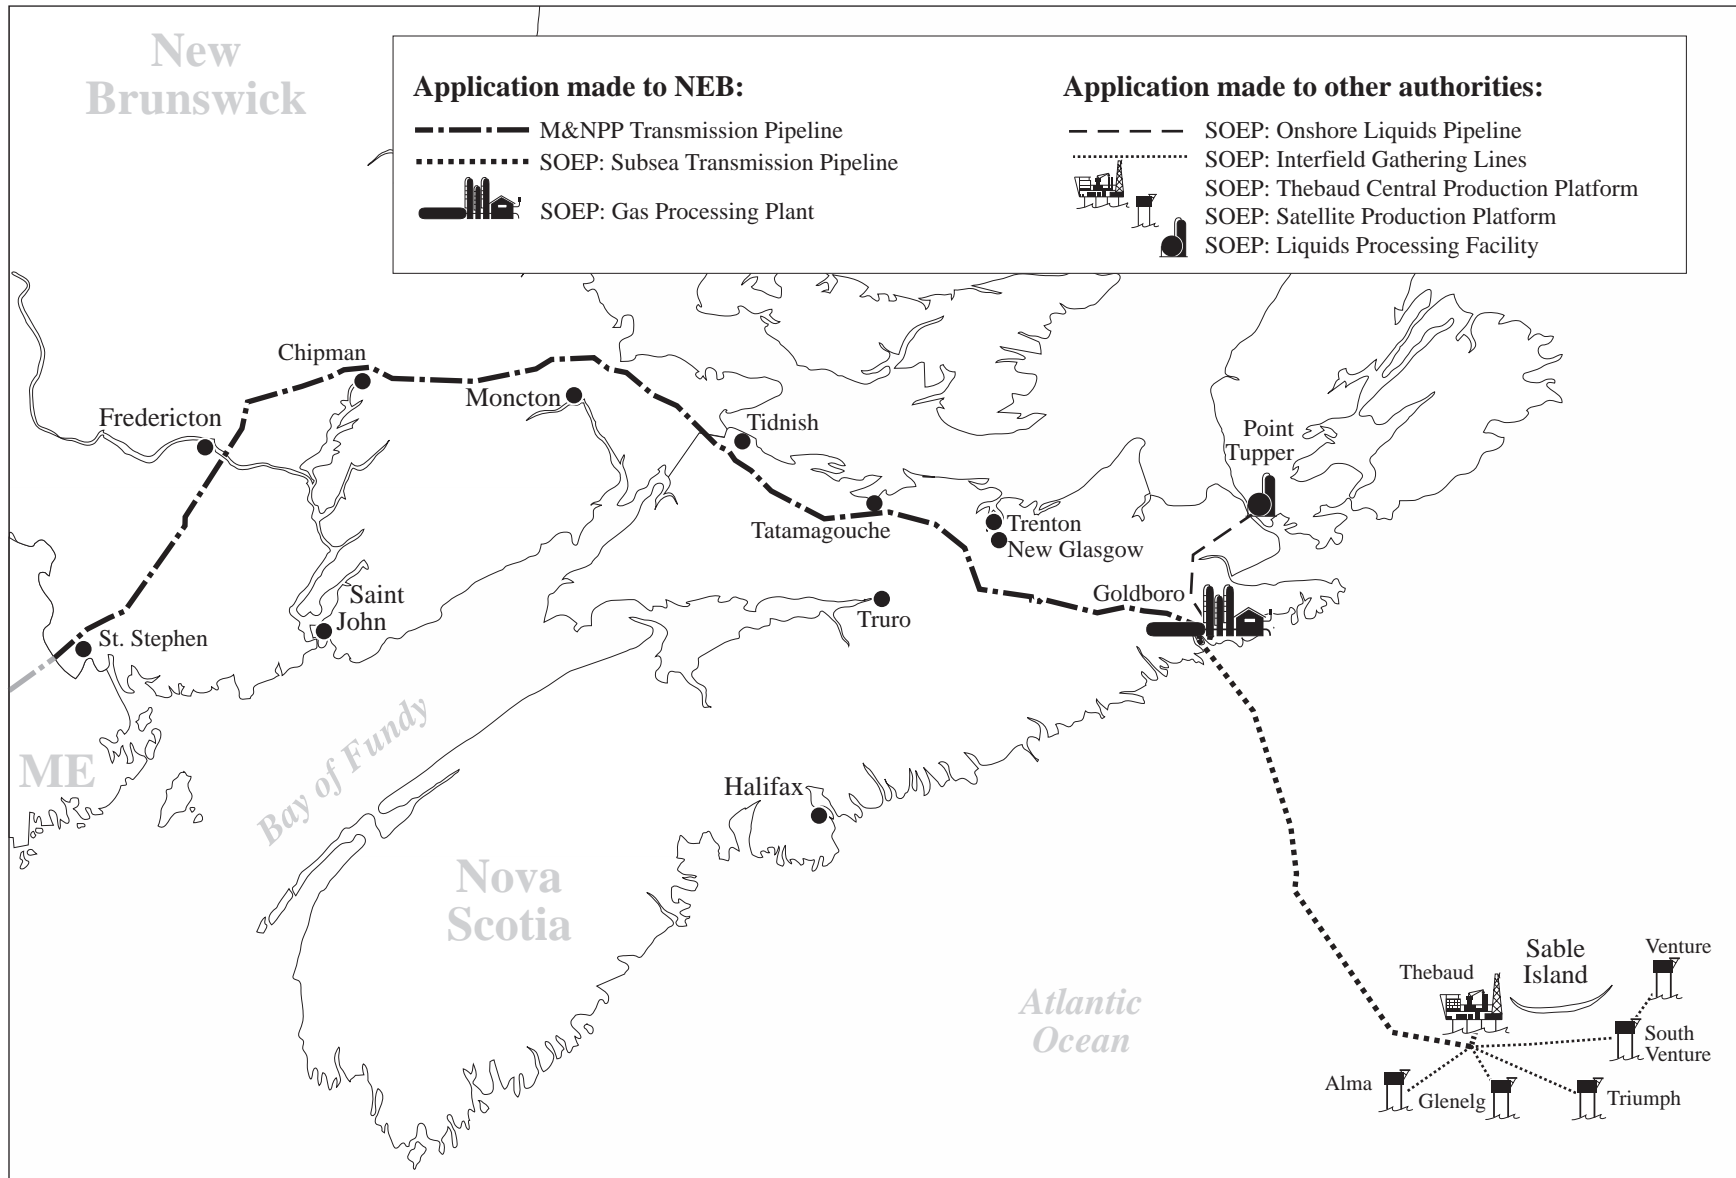 New
Brunswick
Application made to NEB:
M&NPP Transmission Pipeline
SOEP: Subsea Transmission Pipeline
SOEP: Gas Processing Plant
Application made to other authorities:
SOEP: Onshore Liquids Pipeline
SOEP: Interfield Gathering Lines
SOEP: Thebaud Central Production Platform
SOEP: Satellite Production Platform
SOEP: Liquids Processing Facility
Chipman
Moncton
Fredericton
Tidnish
Point
Tupper
Tatamagouche
Trenton
New Glasgow
Goldboro
Saint
John
Truro
St. Stephen
ME
Bay of Fundy
Halifax
Nova
Scotia
Atlantic
Ocean
Thebaud
Sable
Island
Venture
South
Venture
Alma
Glenelg
Triumph